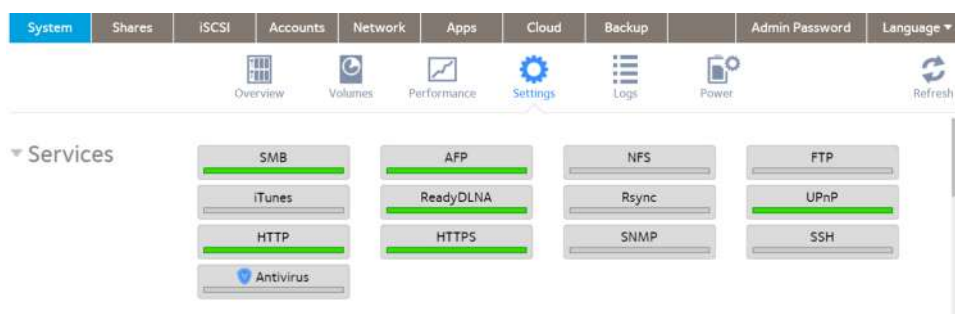 System Shares iSCSI Accounts Network Apps Cloud Backup Admin Password Language
Overview Volumes Performance Settings Logs Power Refresh
Services
SMB AFP NFS FTP
iTunes ReadyDLNA Rsync UPnP
HTTP HTTPS SNMP SSH
Antivirus